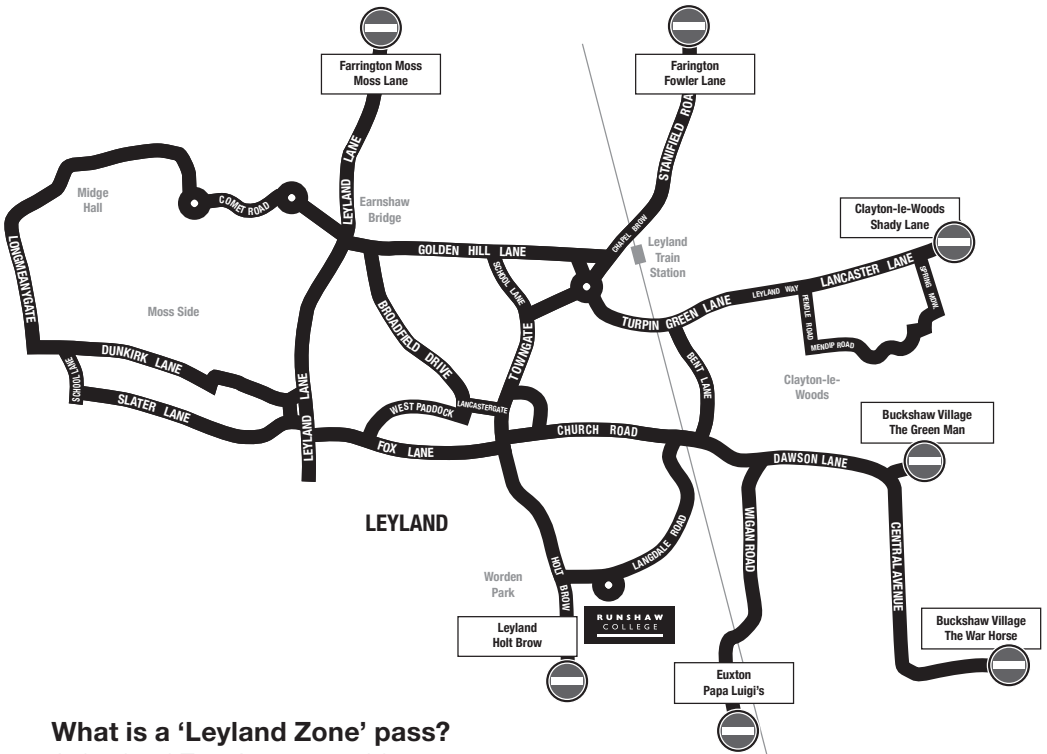 Farrington Moss
Moss Lane
Farington
Fowler Lane
LEYLAND LANE
STANIFIELD ROAD
Midge
Hall
COMET ROAD
Earnshaw
Bridge
CHAPEL BROW
Clayton-le-Woods
Shady Lane
GOLDEN HILL LANE
Leyland
Train
Station
LONGMEANYGATE
SCHOOL LANE
LEYLAND WAY
LANCASTER LANE
SPRING MDW.
Moss Side
BROADFIELD DRIVE
TURPIN GREEN LANE
PENDLE ROAD
MENDIP ROAD
DUNKIRK LANE
TOWNGATE
BENT LANE
SCHOOL LANE
Clayton-le-
Woods
SLATER LANE
LEYLAND LANE
WEST PADDOCK
LANCASTERGATE
Buckshaw Village
The Green Man
FOX LANE
CHURCH ROAD
DAWSON LANE
LEYLAND
WIGAN ROAD
LANGDALE ROAD
CENTRAL AVENUE
Worden
Park
HOLT BROW
RUNSHAW
COLLEGE
Leyland
Holt Brow
Buckshaw Village
The War Horse
Euxton
Papa Luigi's
What is a ‘Leyland Zone’ pass?